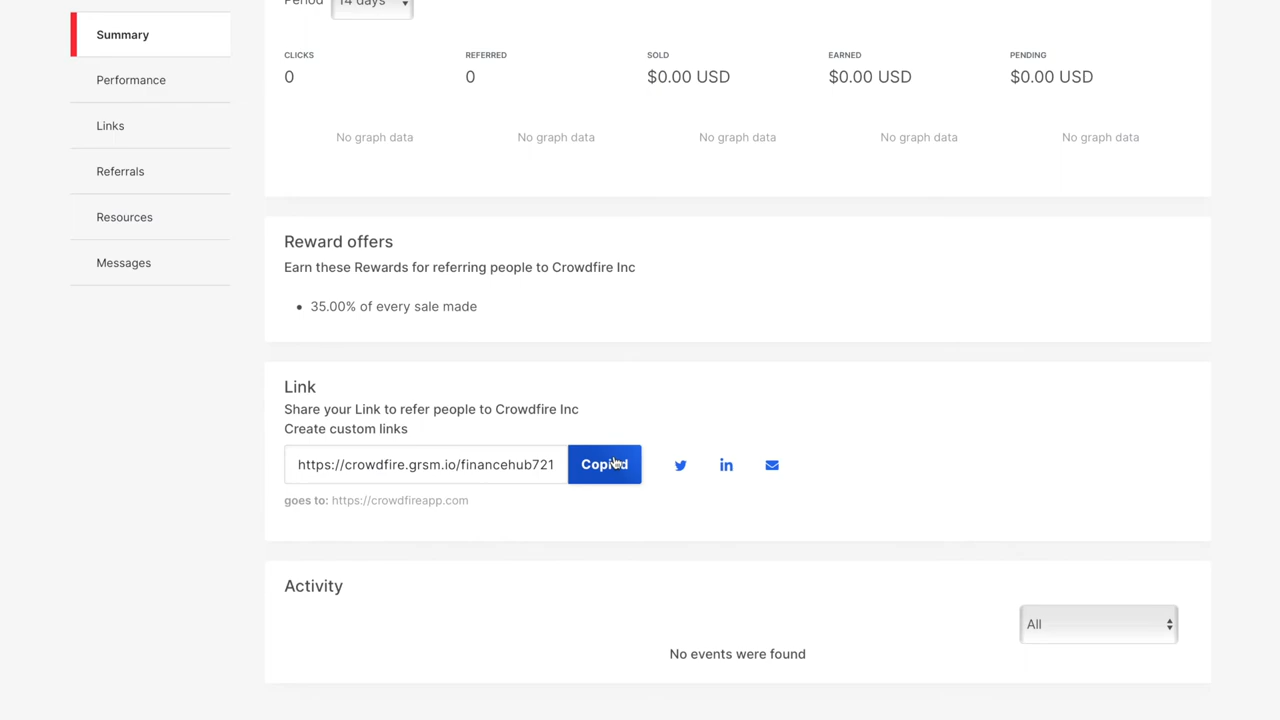 Period
14 days
Summary
Performance
Links
Referrals
Resources
Messages
CLICKS
REFERRED
SOLD
EARNED
PENDING
0
0
$0.00 USD
$0.00 USD
$0.00 USD
No graph data
No graph data
No graph data
No graph data
No graph data
Reward offers
Earn these Rewards for referring people to Crowdfire Inc
• 35.00% of every sale made
Link
Share your Link to refer people to Crowdfire Inc
Create custom links
https://crowdfire.grsm.io/financehub721
Copied
goes to: https://crowdfireapp.com
Activity
All
No events were found